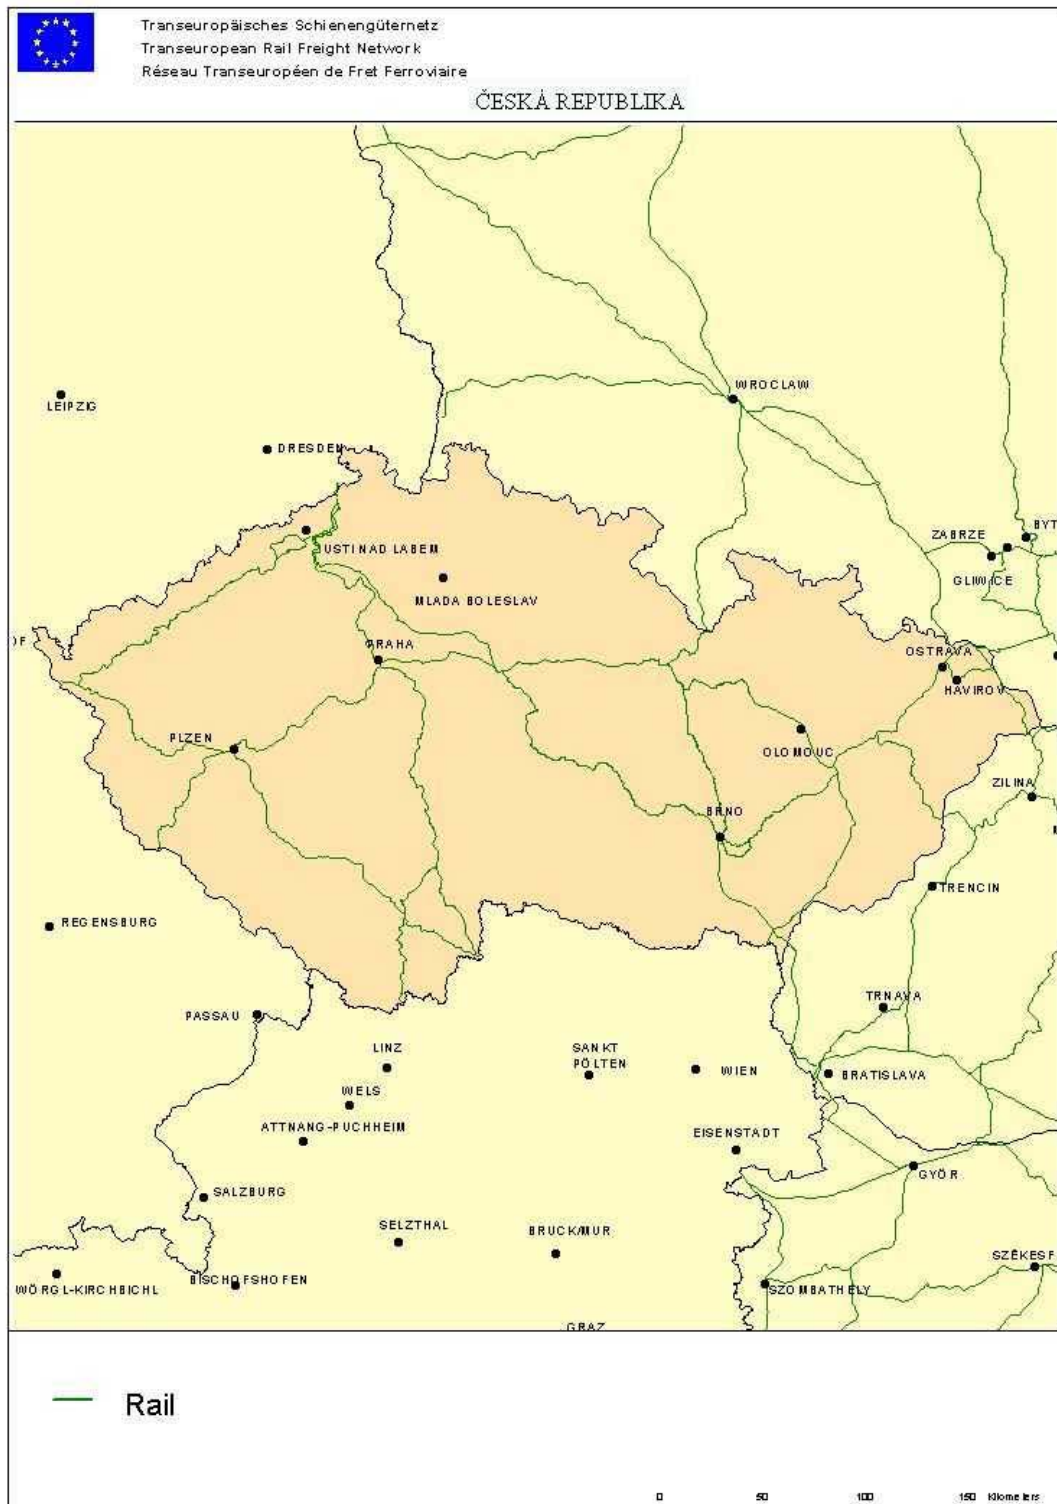 Transeuropäisches Schienengüternetz
Transeuropean Rail Freight Network
Réseau Transeuropéen de Fret Ferroviaire
ČESKÁ REPUBLIKA
WROCLAW
LEIPZIG
DRESDEN
BYT
ZABRZE
USTINAD LABEM
GLIWICE
MLADA BOLESLAV
OF
PRAHA
OSTRAVA
HAVIROV
PLZEN
OLOMOUC
ZILINA
BRNO
TRENCIN
REGENSBURG
TRNAVA
PASSAU
LINZ
SANKT
PÖLTEN
WIEN
BRATISLAVA
WELS
ATTNANG-PUCHHEIM
EISENSTADT
GYÖR
SALZBURG
SELZTHAL
BRUCK/MUR
SZÉKESF
BISCHOFSHOFEN
WÖRGL-KIRCHBICHL
SZOMBATHELY
GRAZ
Rail
0 50 100 150 Kilometers